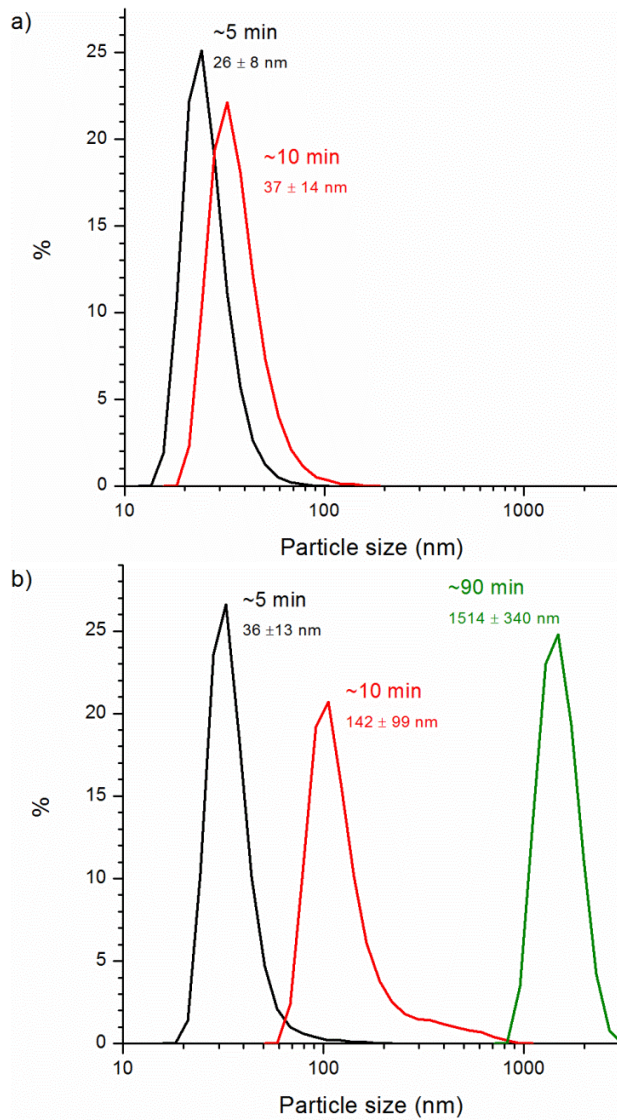 a)
25
20
15
10
5
0
%
~5 min
26 ± 8 nm
~10 min
37 ± 14 nm
10
100
1000
Particle size (nm)
b)
25
20
15
10
5
0
%
~5 min
36 ±13 nm
~10 min
142 ± 99 nm
~90 min
1514 ± 340 nm
10
100
1000
Particle size (nm)